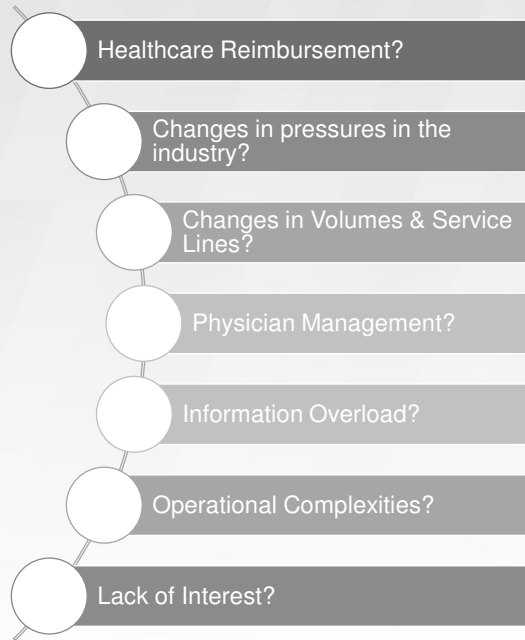 Healthcare Reimbursement?
Changes in pressures in the
industry?
Changes in Volumes & Service
Lines?
Physician Management?
Information Overload?
Operational Complexities?
Lack of Interest?